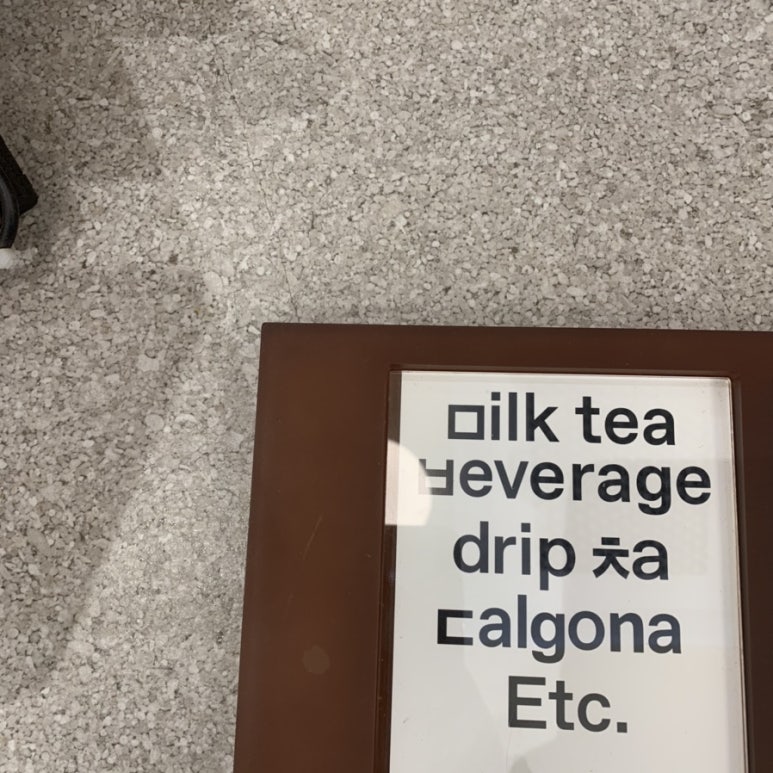 ㅁilk tea
ㅂeverage
drip ㅊa
ㄷalgona
Etc.